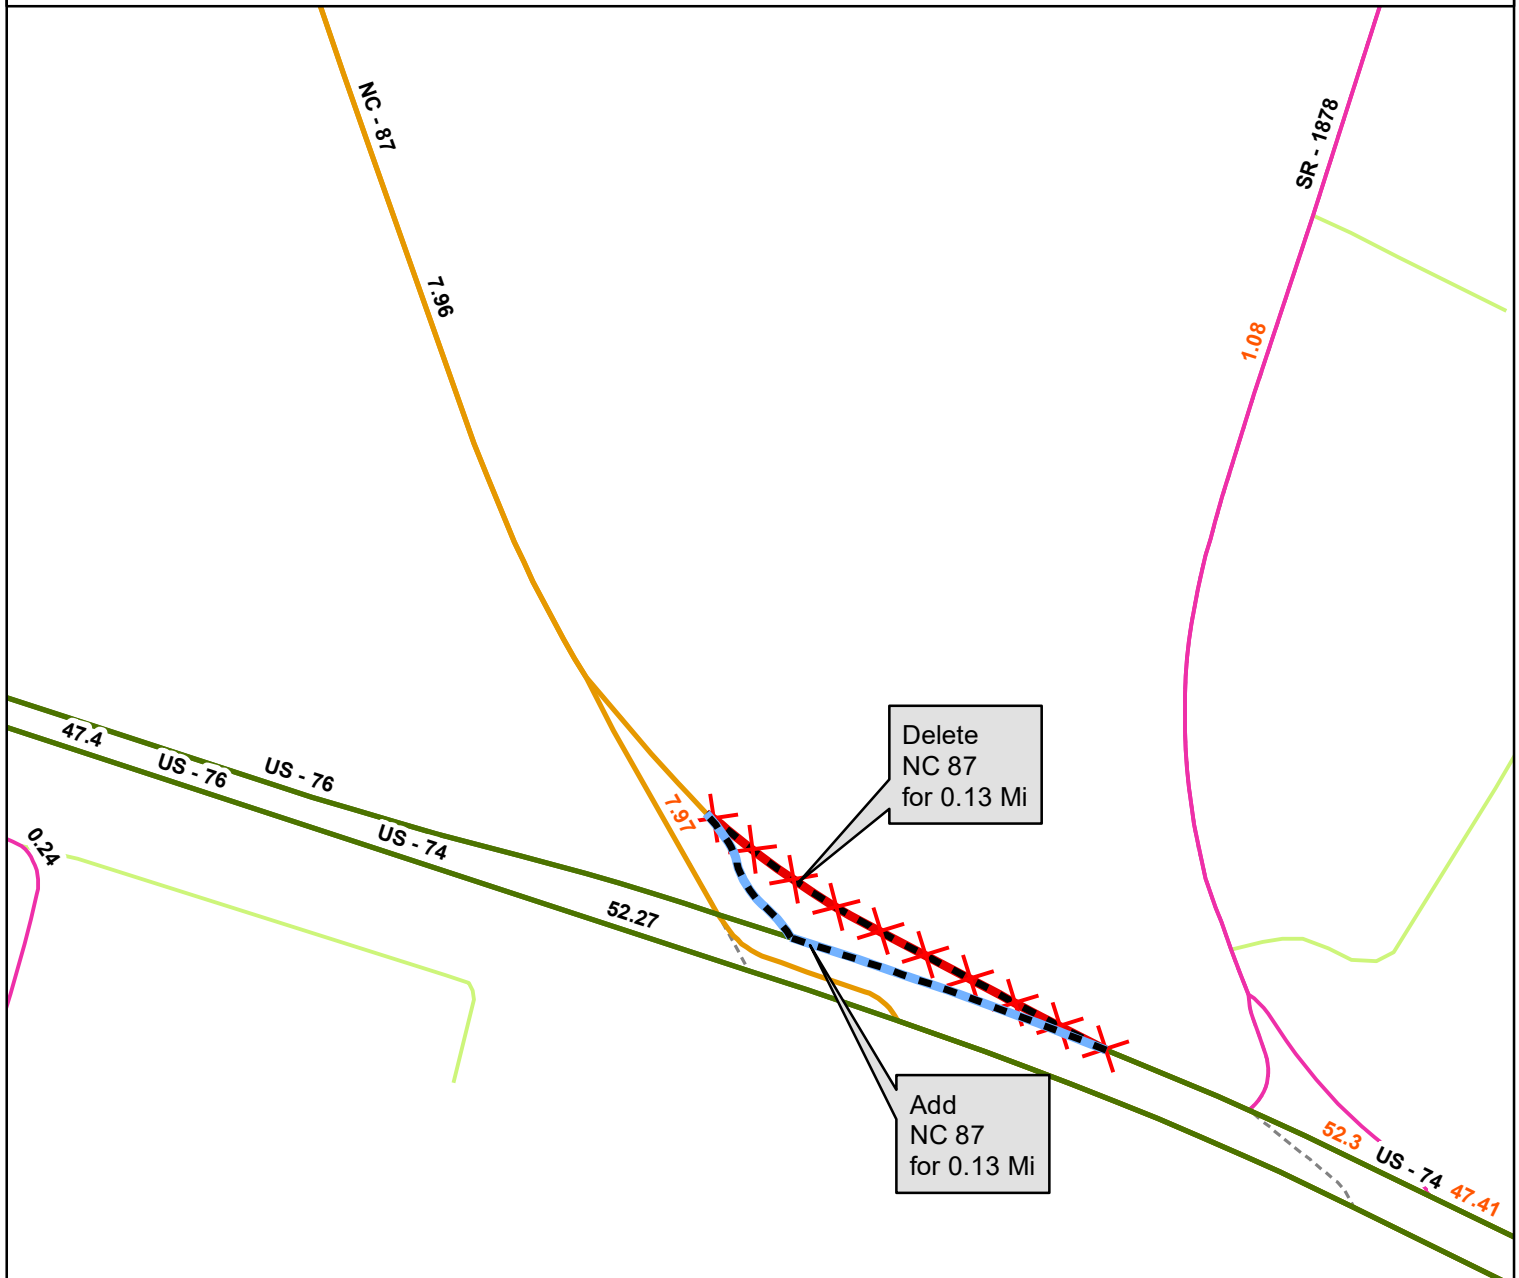 NC - 87
SR - 1878
7.96
1.08
Delete
NC 87
for 0.13 Mi
47.4
US - 76
US - 76
7.97
0.24
US - 74
52.27
Add
NC 87
for 0.13 Mi
52.3
US - 74
47.41